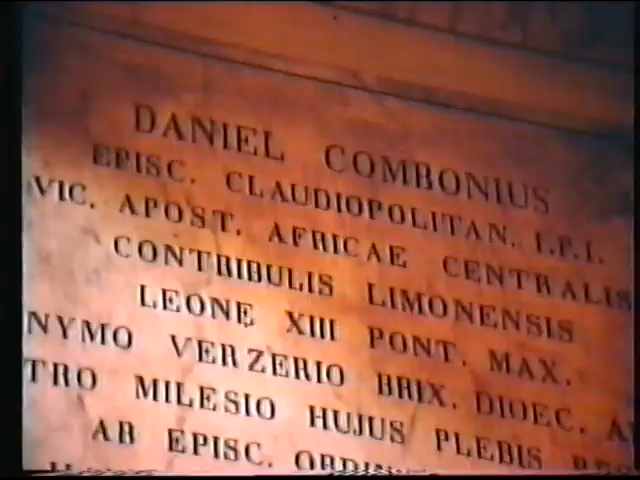 DANIEL COMBONIUS
EPISC. CLAUDIOPOLITAN. I.P.I.
VIC. APOST. AFRICAE CENTRALIS
CONTRIBULIS LIMONENSIS
LEONE XIII PONT. MAX.
NYMO VERZERIO BRIX. DIOEC. A
TRO MILESIO HUJUS PLEBIS
AB EPISC.